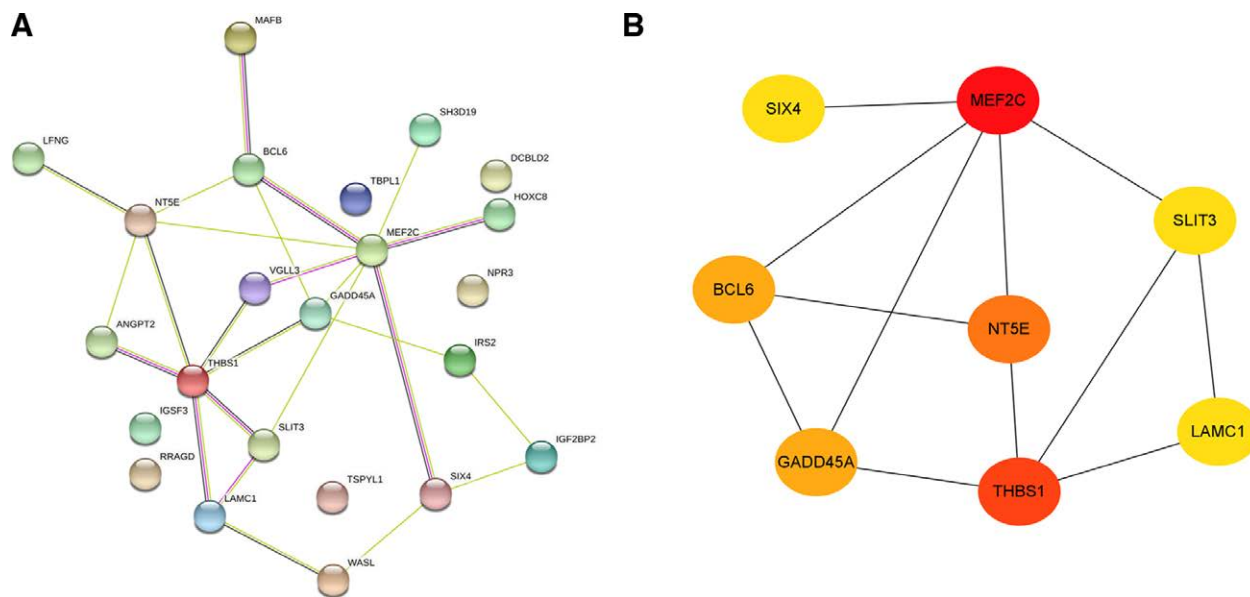 A
MAFB
SH3D19
LFNG
BCL6
DCBLD2
TBPL1
HOXC8
NT5E
MEF2C
VGLL3
NPR3
GADD45A
ANGPT2
IRS2
THBS1
IGSF3
SLIT3
IGF2BP2
RRAGD
TSPYL1
SIX4
LAMC1
WASL
B
MEF2C
SIX4
SLIT3
BCL6
NT5E
LAMC1
GADD45A
THBS1